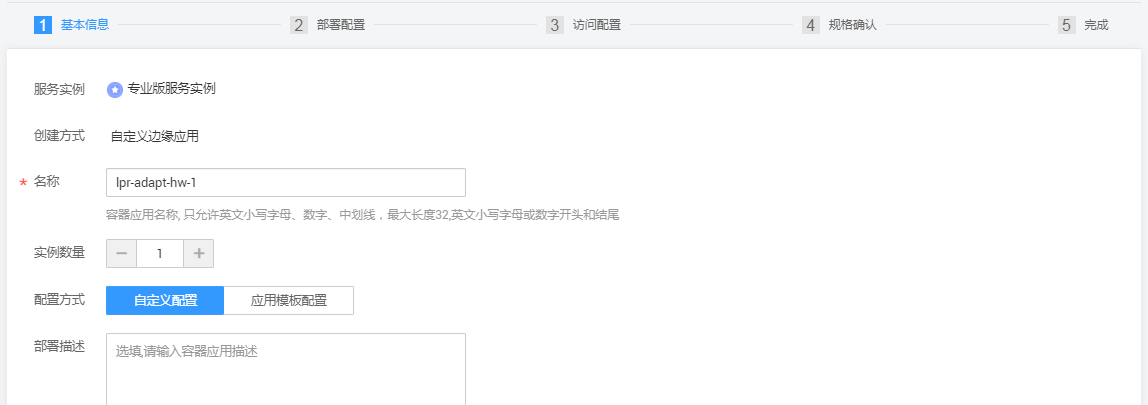 1 基本信息 2 部署配置 3 访问配置 4 规格确认 5 完成
服务实例 专业版服务实例
创建方式 自定义边缘应用
* 名称 lpr-adapt-hw-1
容器应用名称, 只允许英文小写字母、数字、中划线，最大长度32,英文小写字母或数字开头和结尾
实例数量 － 1 +
配置方式 自定义配置 应用模板配置
部署描述 选填,请输入容器应用描述